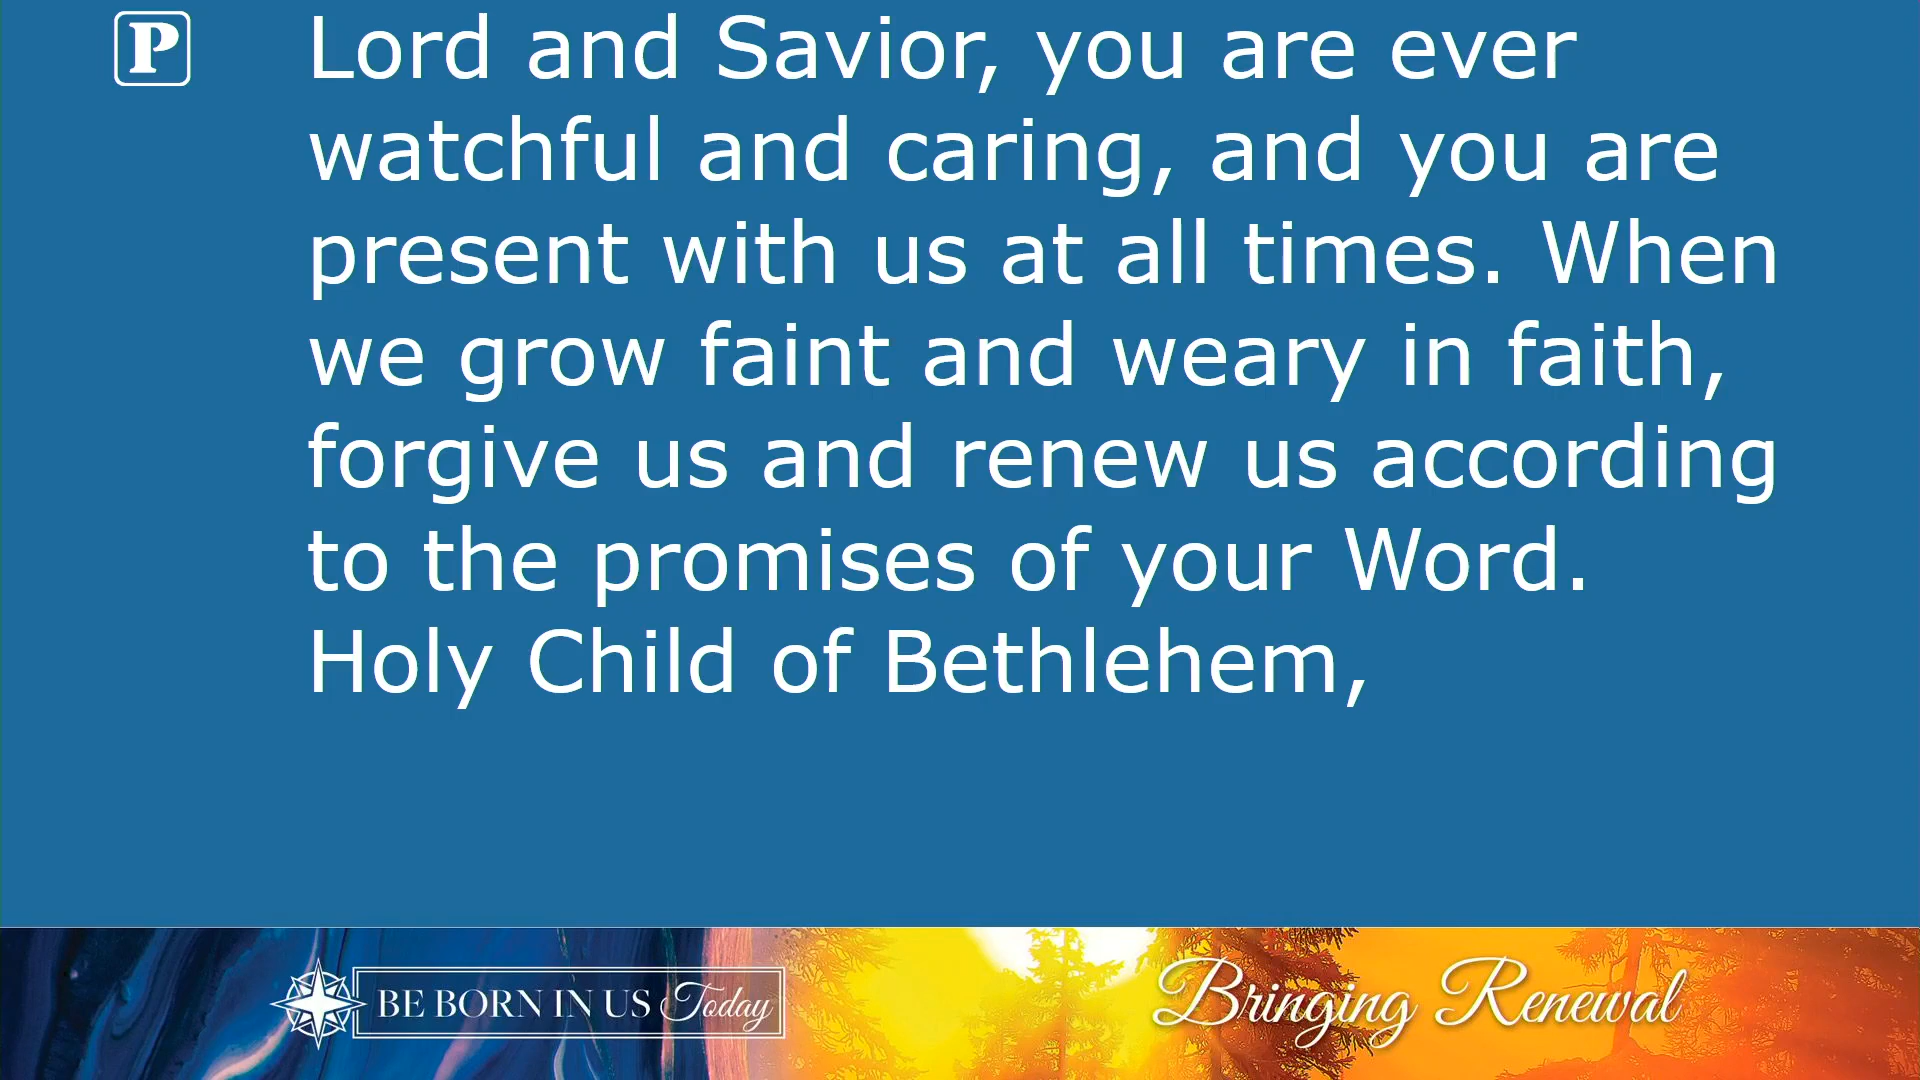 P Lord and Savior, you are ever
watchful and caring, and you are
present with us at all times. When
we grow faint and weary in faith,
forgive us and renew us according
to the promises of your Word.
Holy Child of Bethlehem,
BE BORN IN US Today
Bringing Renewal